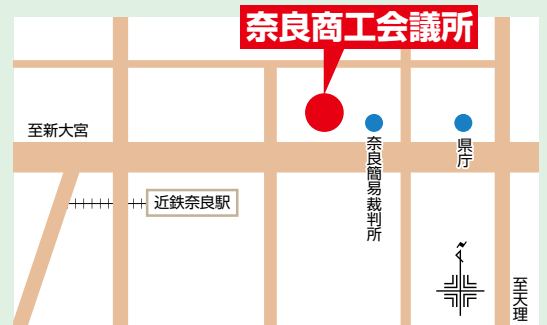 奈良商工会議所
至新大宮
奈良簡易裁判所
県庁
近鉄奈良駅
至天理